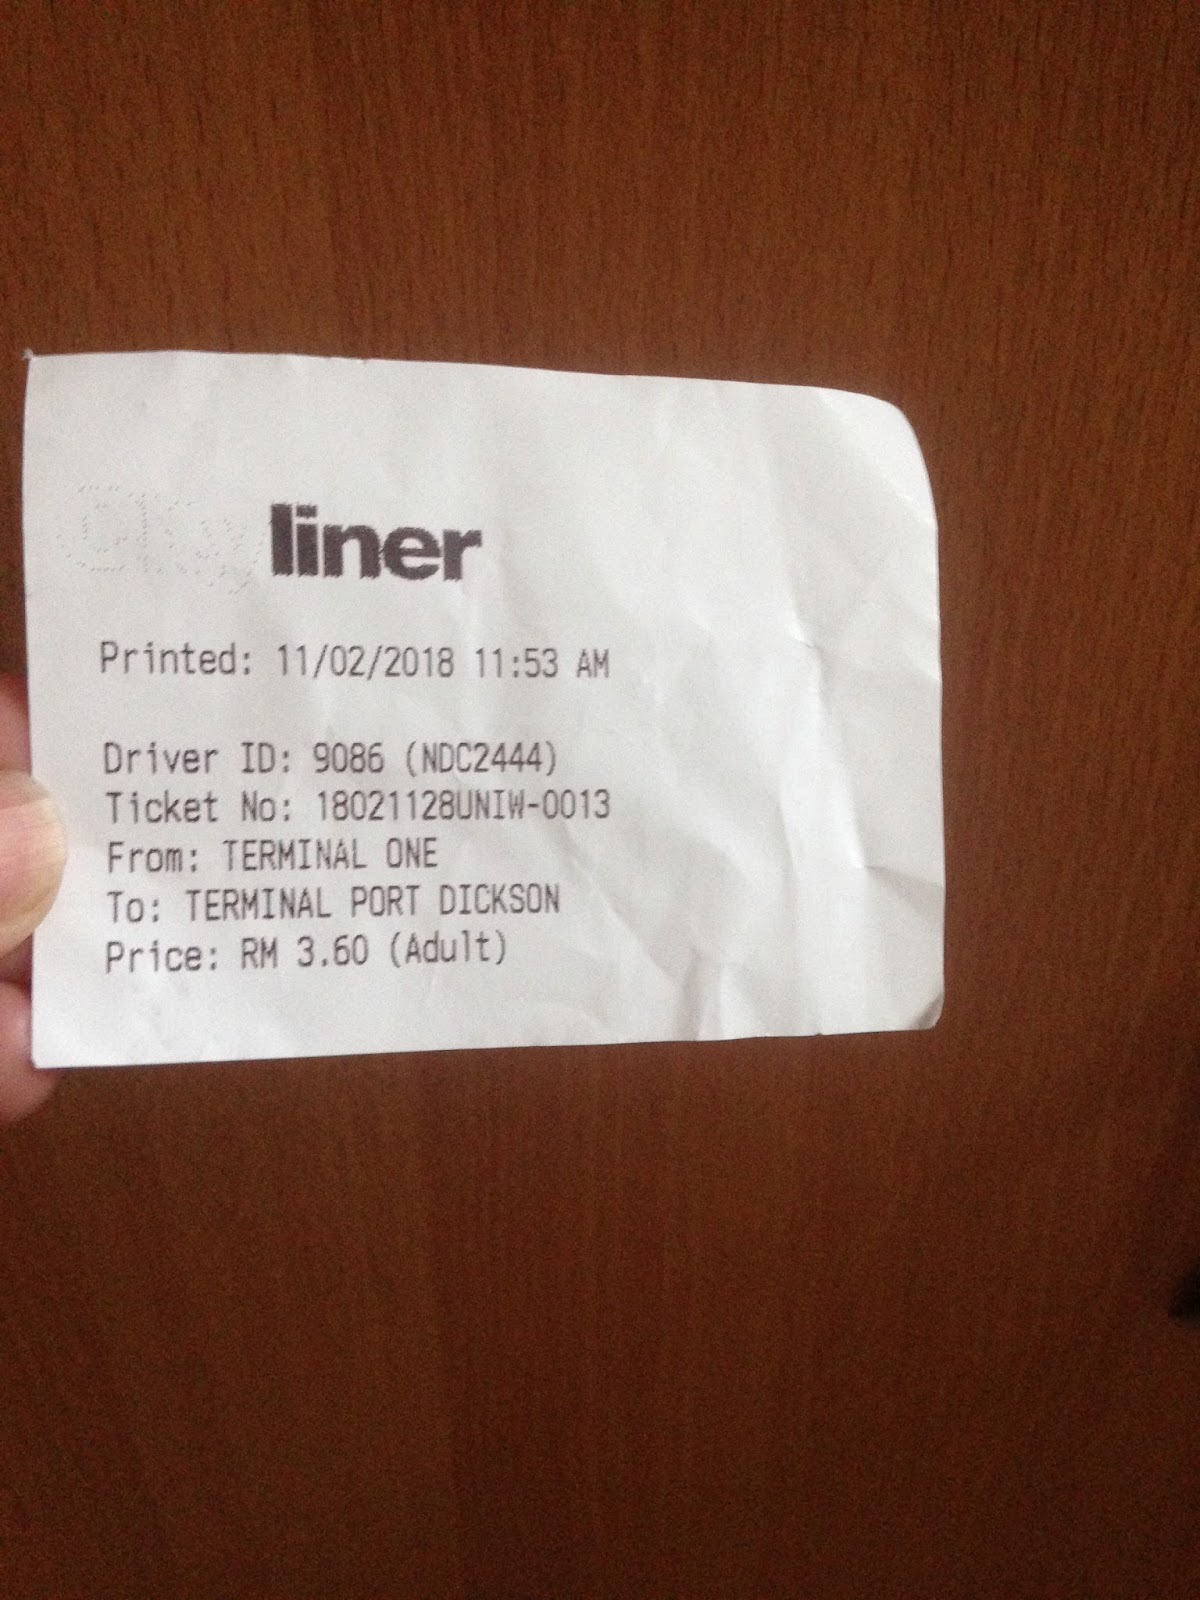 City liner
Printed: 11/02/2018 11:53 AM
Driver ID: 9086 (NDC2444)
Ticket No: 18021128UNIW-0013
From: TERMINAL ONE
To: TERMINAL PORT DICKSON
Price: RM 3.60 (Adult)